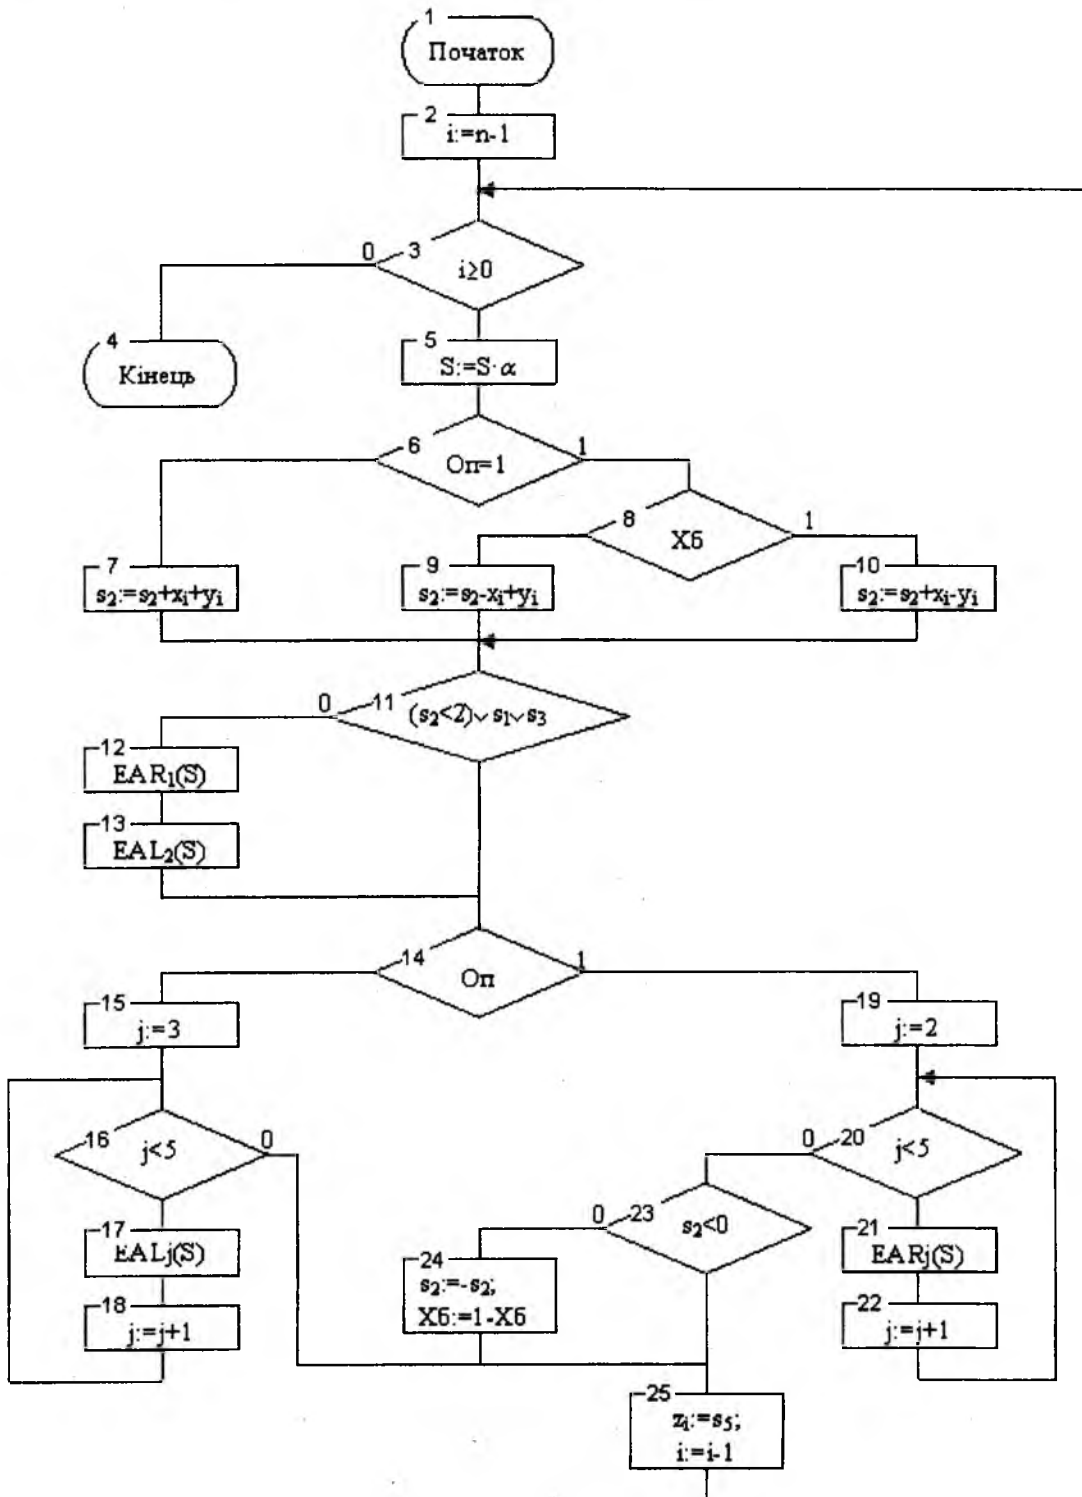 1
Початок
2
i:=n-1
0
3
i≥0
4
Кінець
5
S:=S·α
6
Оп=1
1
8
Хб
1
7
s₂:=s₂+xᵢ+yᵢ
9
s₂:=s₂-xᵢ+yᵢ
10
s₂:=s₂+xᵢ-yᵢ
0
11
(s₂<2)∨s₁∨s₃
12
EAR₁(S)
13
EAL₂(S)
14
Оп
1
15
j:=3
19
j:=2
16
j<5
0
0
20
j<5
17
EALj(S)
0
23
s₂<0
21
EARj(S)
18
j:=j+1
24
s₂:=-s₂;
Хб:=1-Хб
22
j:=j+1
25
zᵢ:=s₅;
i:=i-1